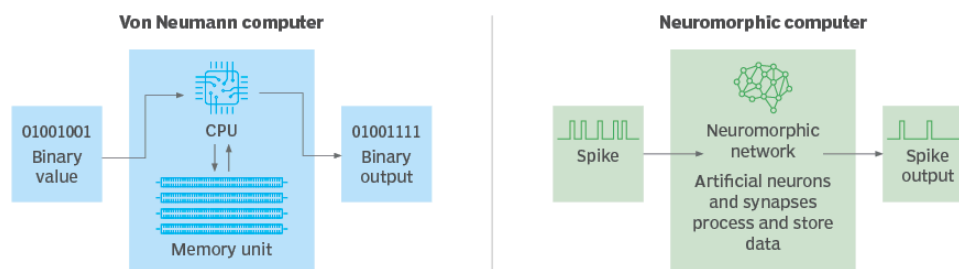 Von Neumann computer
01001001
Binary
value
CPU
Memory unit
01001111
Binary
output
Neuromorphic computer
Spike
Neuromorphic
network
Artificial neurons
and synapses
process and store
data
Spike
output